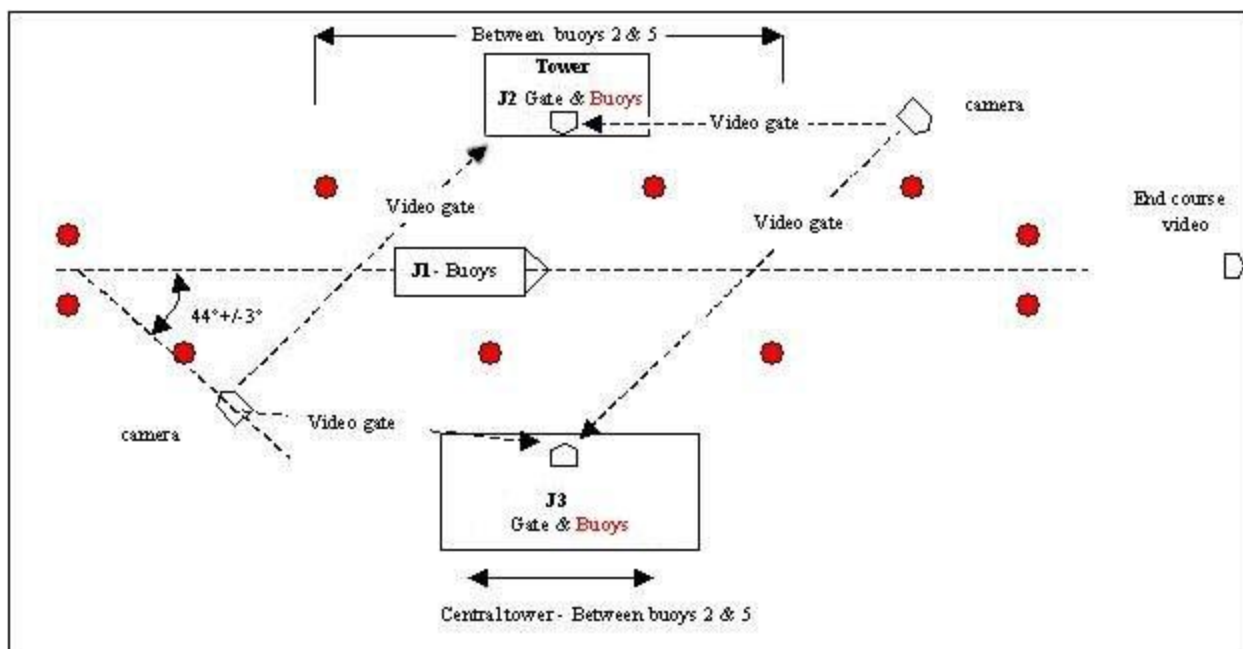 Between buoys 2 & 5
Tower
J2 Gate & Buoys
Video gate
camera
Video gate
Video gate
End course
video
J1- Buoys
44°+/-3°
Video gate
camera
J3
Gate & Buoys
Central tower - Between buoys 2 & 5